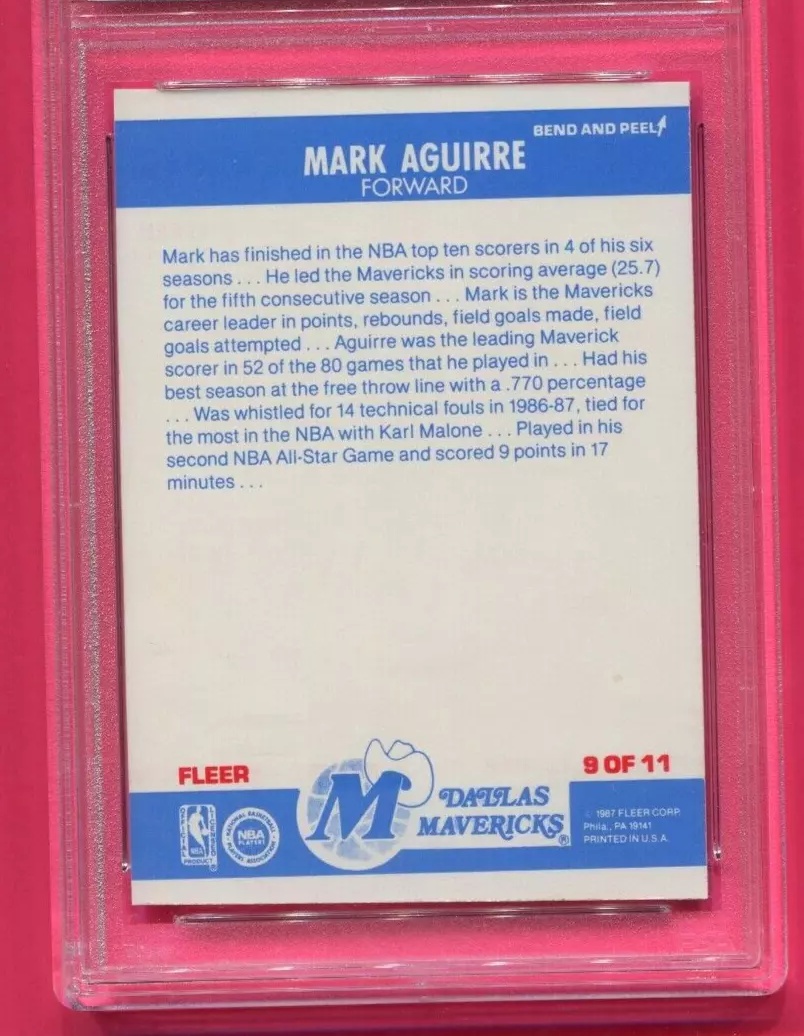 BEND AND PEEL
MARK AGUIRRE
FORWARD
Mark has finished in the NBA top ten scorers in 4 of his six
seasons . . . He led the Mavericks in scoring average (25.7)
for the fifth consecutive season . . . Mark is the Mavericks
career leader in points, rebounds, field goals made, field
goals attempted . . . Aguirre was the leading Maverick
scorer in 52 of the 80 games that he played in . . . Had his
best season at the free throw line with a .770 percentage
. . . Was whistled for 14 technical fouls in 1986-87, tied for
the most in the NBA with Karl Malone . . . Played in his
second NBA All-Star Game and scored 9 points in 17
minutes . . .
FLEER
9 OF 11
OFFICIAL LICENSED
NBA
PRODUCT
NATIONAL BASKETBALL
NBA
PLAYERS
PLAYERS ASSOCIATION
M
DALLAS
MAVERICKS®
© 1987 FLEER CORP.
Phila., PA 19141
PRINTED IN U.S.A.